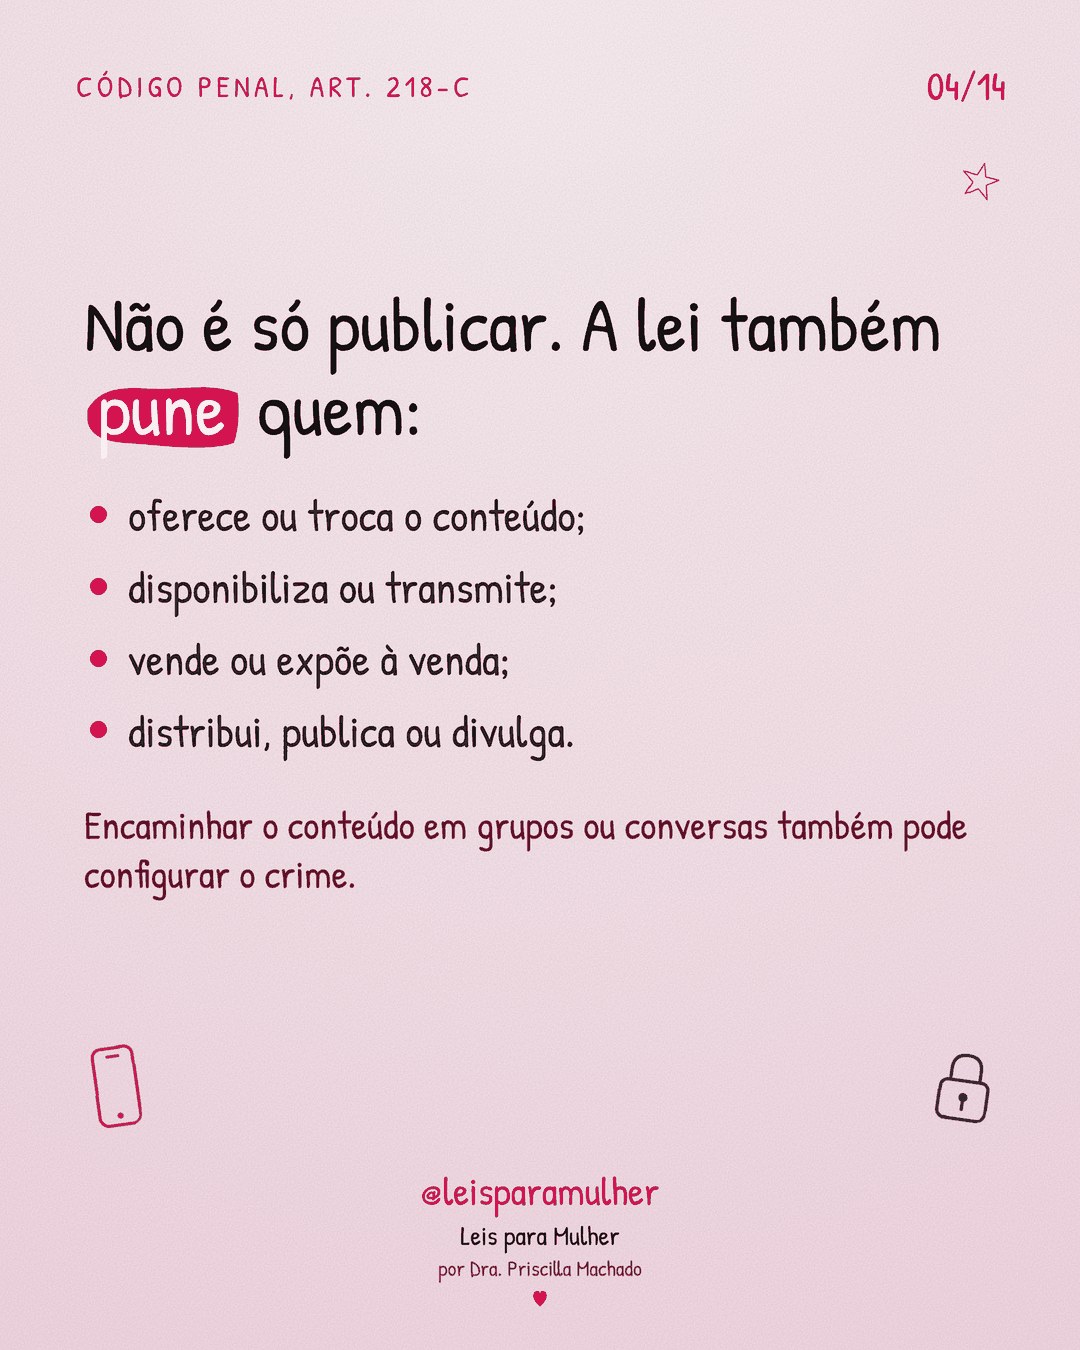 CÓDIGO PENAL, ART. 218-C
04/14
Não é só publicar. A lei também
pune quem:
• oferece ou troca o conteúdo;
• disponibiliza ou transmite;
• vende ou expõe à venda;
• distribui, publica ou divulga.
Encaminhar o conteúdo em grupos ou conversas também pode
configurar o crime.
@leisparamulher
Leis para Mulher
por Dra. Priscilla Machado